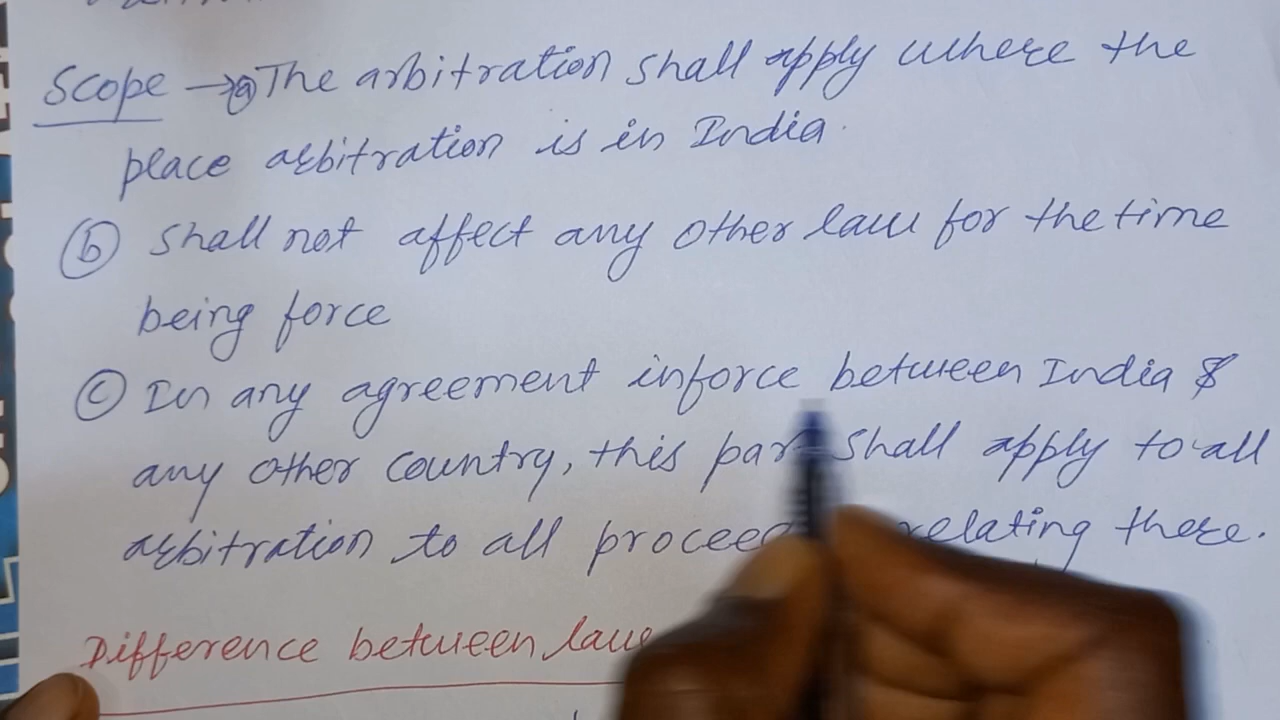 Scope → ⓐ The arbitration shall apply where the
place arbitration is in India.
ⓑ Shall not affect any other law for the time
being force
ⓒ In any agreement inforce between India &
any other country, this part shall apply to all
arbitration to all relating there.
Difference between law